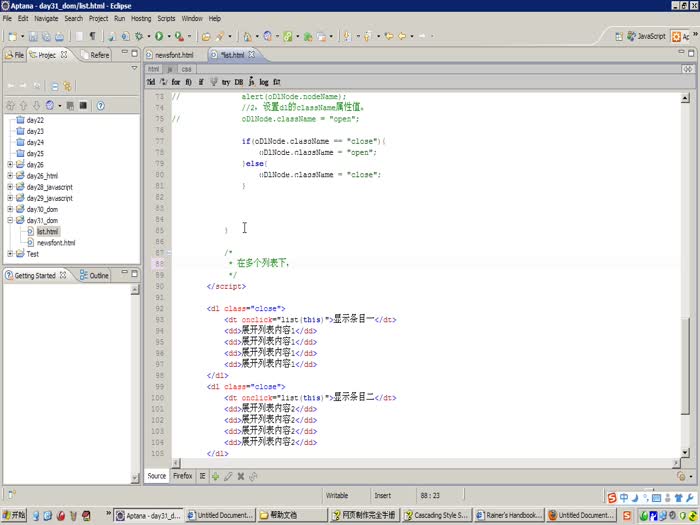 Aptana - day31_dom/list.html - Eclipse
File Edit Navigate Search Project Run Hosting Scripts Window Help
JavaScript Ap
File Projec Refere
newsfont.html *list.html
html js css
day22
day23
day24
day25
day26
day26_html
day28_javascript
day29_javascript
day30_dom
day31_dom
list.html
newsfont.html
Test
Getting Started Outline
73 // alert(oDlNode.nodeName);
74 //2，设置dl的className属性值。
75 // oDlNode.className = "open";
76
77 if(oDlNode.className == "close"){
78 oDlNode.className = "open";
79 }else{
80 oDlNode.className = "close";
81 }
82
83
84
85 }
86
87 /*
88 * 在多个列表下，
89 */
90 </script>
91
92 <dl class="close">
93 <dt onclick="list(this)">显示条目一</dt>
94 <dd>展开列表内容1</dd>
95 <dd>展开列表内容1</dd>
96 <dd>展开列表内容1</dd>
97 <dd>展开列表内容1</dd>
98 </dl>
99 <dl class="close">
100 <dt onclick="list(this)">显示条目二</dt>
101 <dd>展开列表内容2</dd>
102 <dd>展开列表内容2</dd>
103 <dd>展开列表内容2</dd>
104 <dd>展开列表内容2</dd>
105 </dl>
Source Firefox IE
Writable Insert 88 : 23
开始 Aptana - day31_d... Untitled Document... 帮助文档 网页制作完全手册 Cascading Style S... Rainer's Handbook... Untitled Document...